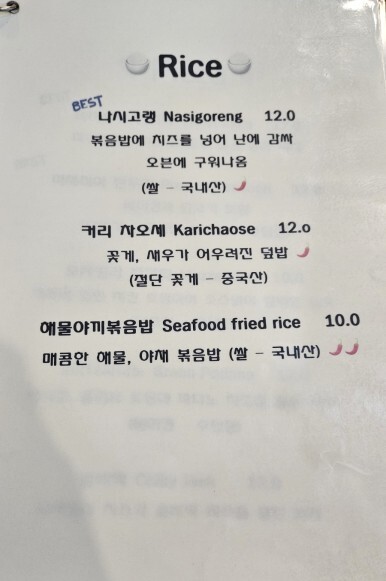 Rice
BEST
나시고랭 Nasigoreng 12.0
볶음밥에 치즈를 넣어 난에 감싸
오븐에 구워나옴
(쌀 - 국내산)
커리 차오세 Karichaose 12.o
꽃게, 새우가 어우러진 덮밥
(절단 꽃게 - 중국산)
해물야끼볶음밥 Seafood fried rice 10.0
매콤안 해물, 야채 볶음밥 (쌀 - 국내산)